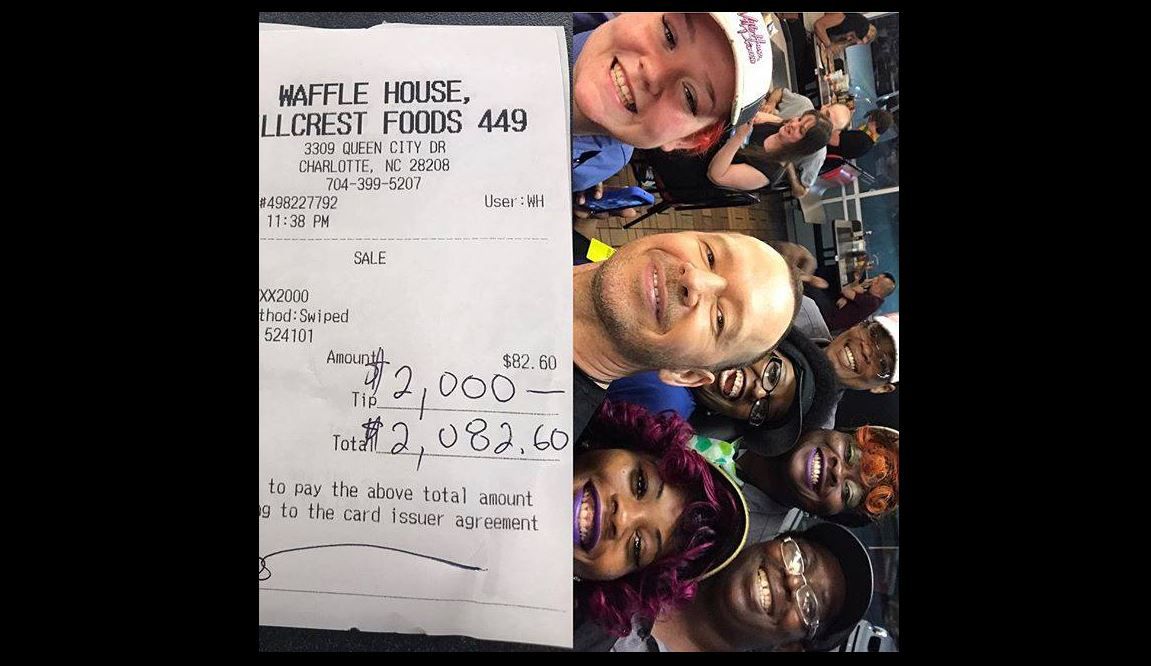 WAFFLE HOUSE,
LLCREST FOODS 449
3309 QUEEN CITY DR
CHARLOTTE, NC 28208
704-399-5207
#498227792 User:WH
11:38 PM
SALE
XX2000
thod:Swiped
524101
Amount $82.60
Tip $2,000—
Total $2,082.60
to pay the above total amount
g to the card issuer agreement
Waffle House